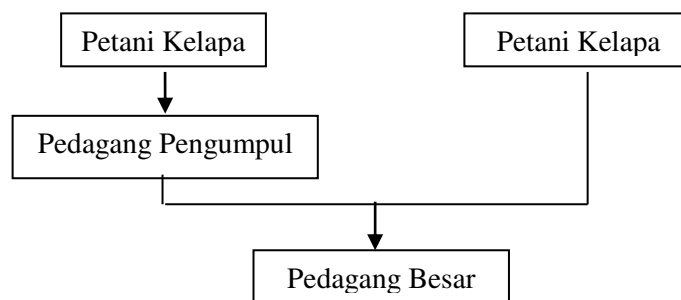 Petani Kelapa
Petani Kelapa
Pedagang Pengumpul
Pedagang Besar